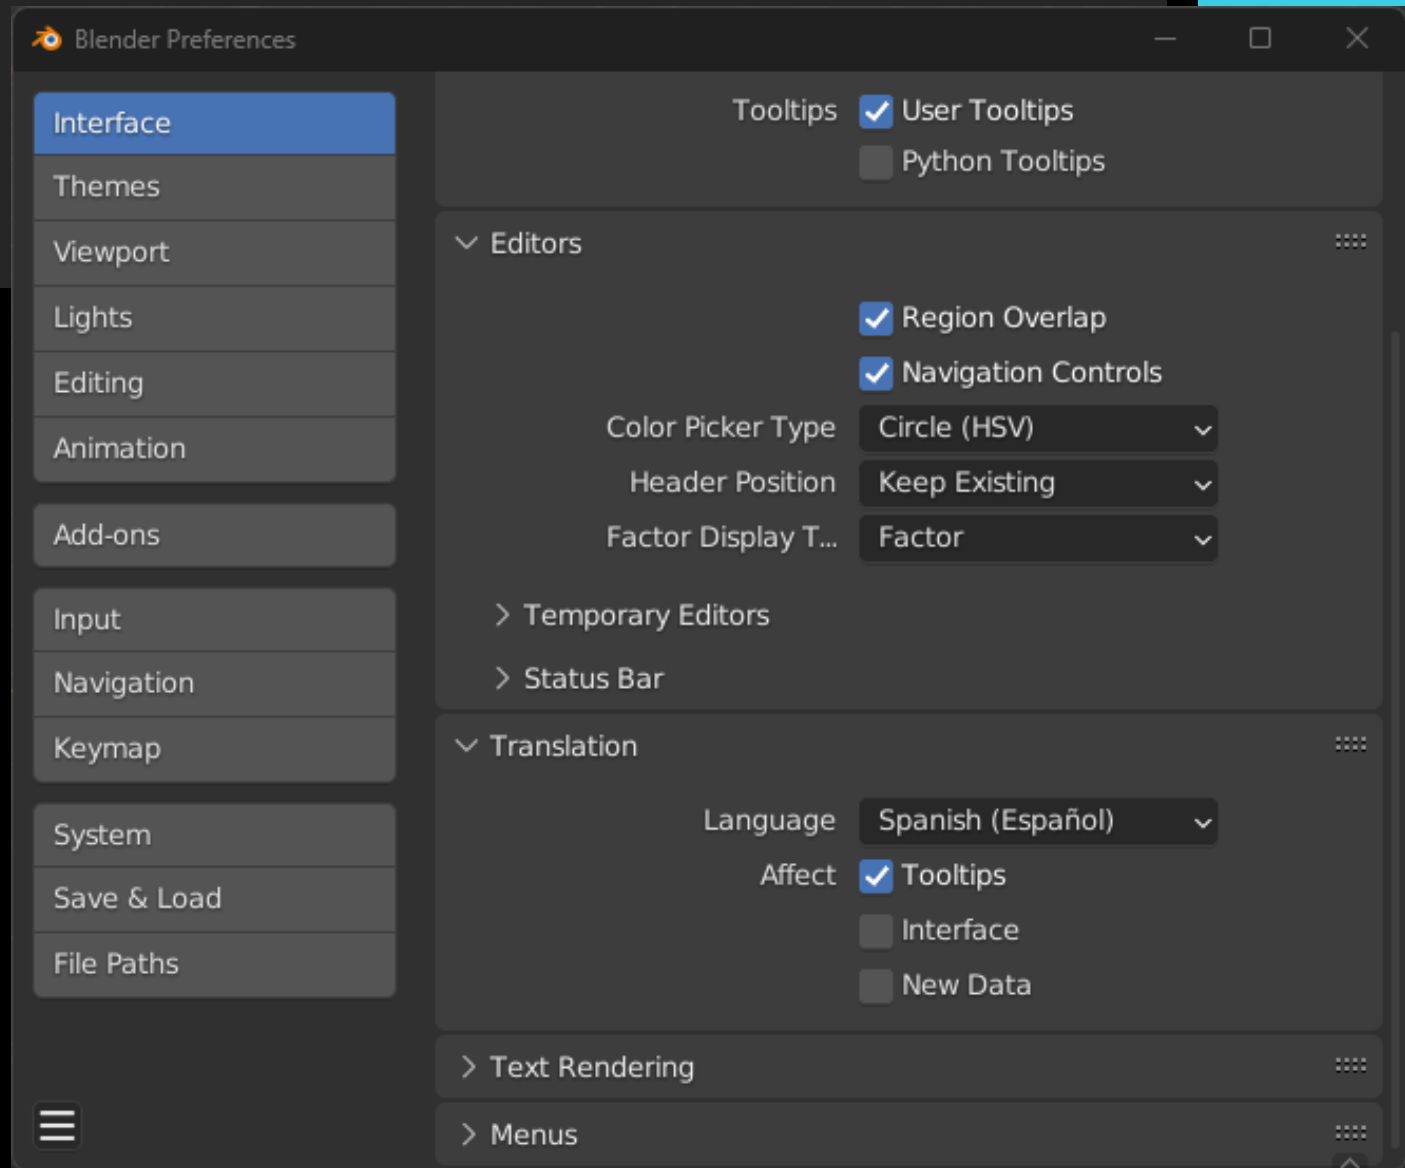 Blender Preferences
Interface
Themes
Viewport
Lights
Editing
Animation
Add-ons
Input
Navigation
Keymap
System
Save & Load
File Paths
Tooltips User Tooltips
Python Tooltips
Editors
Region Overlap
Navigation Controls
Color Picker Type Circle (HSV)
Header Position Keep Existing
Factor Display T... Factor
Temporary Editors
Status Bar
Translation
Language Spanish (Español)
Affect Tooltips
Interface
New Data
Text Rendering
Menus